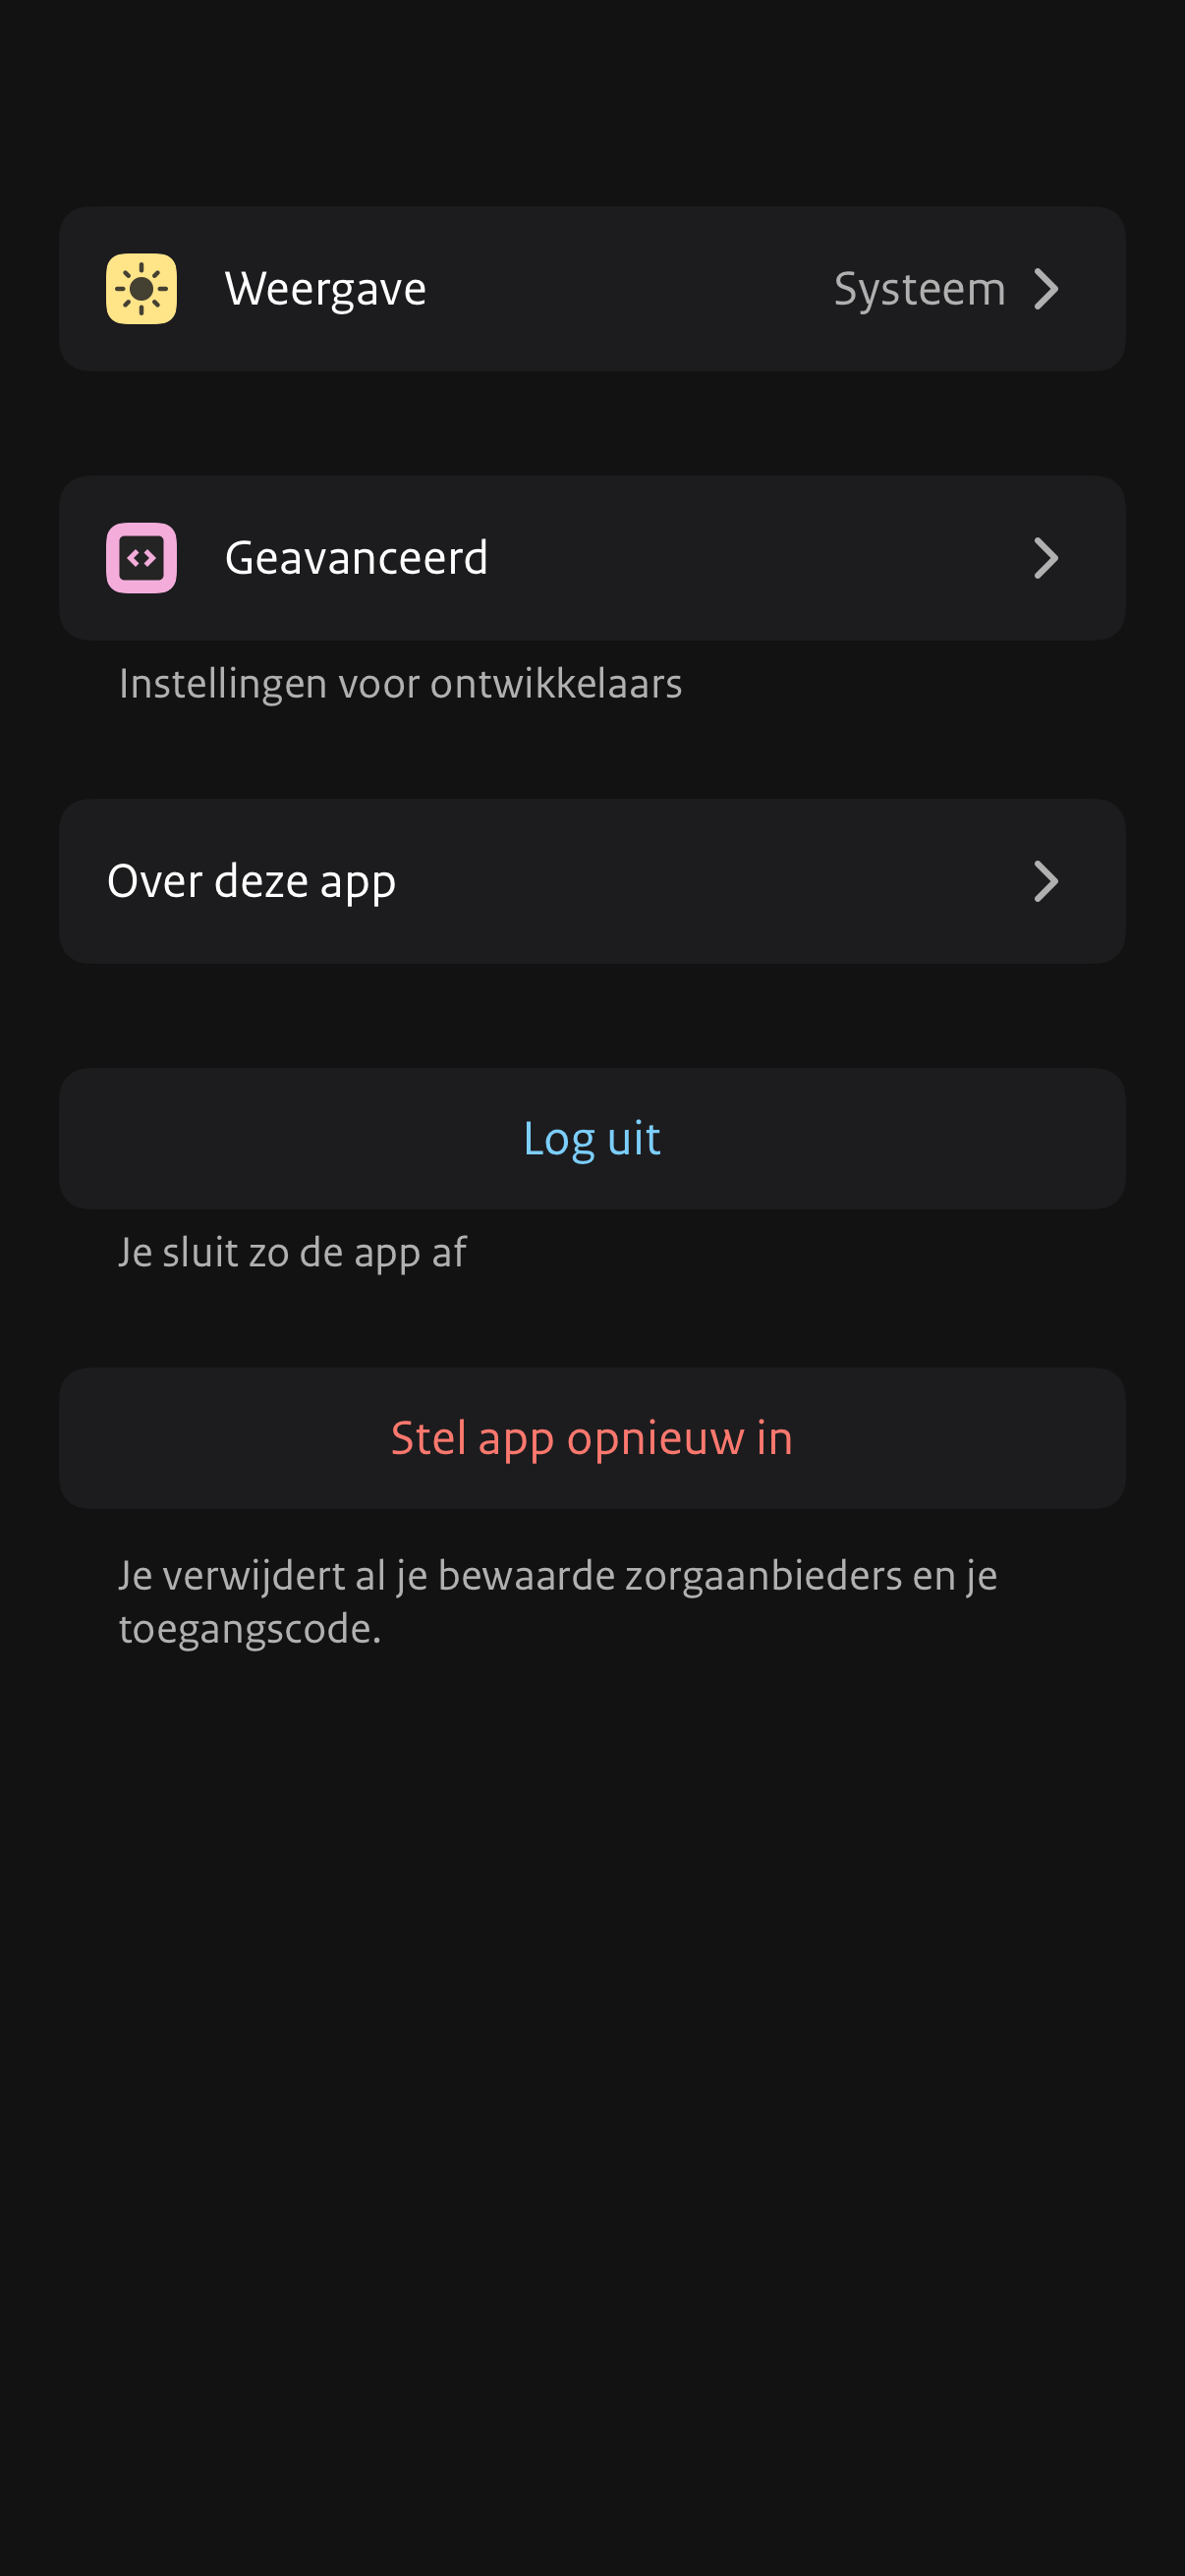 Weergave Systeem
Geavanceerd
Instellingen voor ontwikkelaars
Over deze app
Log uit
Je sluit zo de app af
Stel app opnieuw in
Je verwijdert al je bewaarde zorgaanbieders en je
toegangscode.